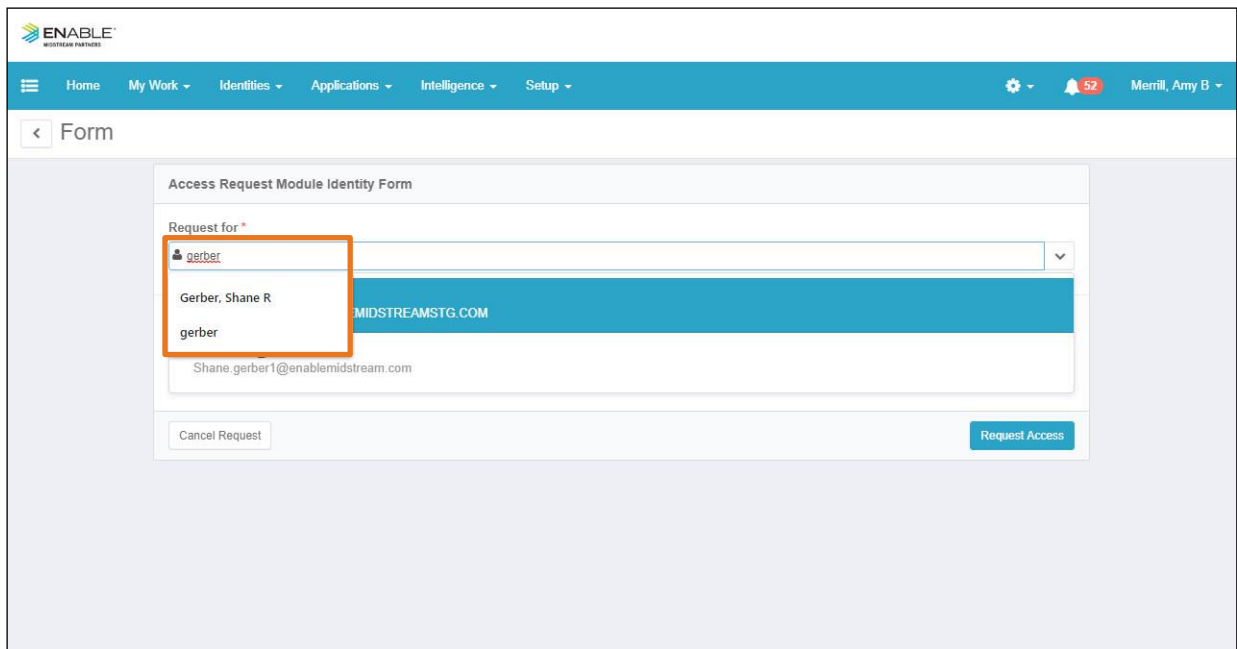 ENABLE
MIDSTREAM PARTNERS
Home My Work Identities Applications Intelligence Setup 52 Merrill, Amy B
Form
Access Request Module Identity Form
Request for *
gerber
Gerber, Shane R
EMIDSTREAMSTG.COM
gerber
Shane.gerber1@enablemidstream.com
Cancel Request Request Access